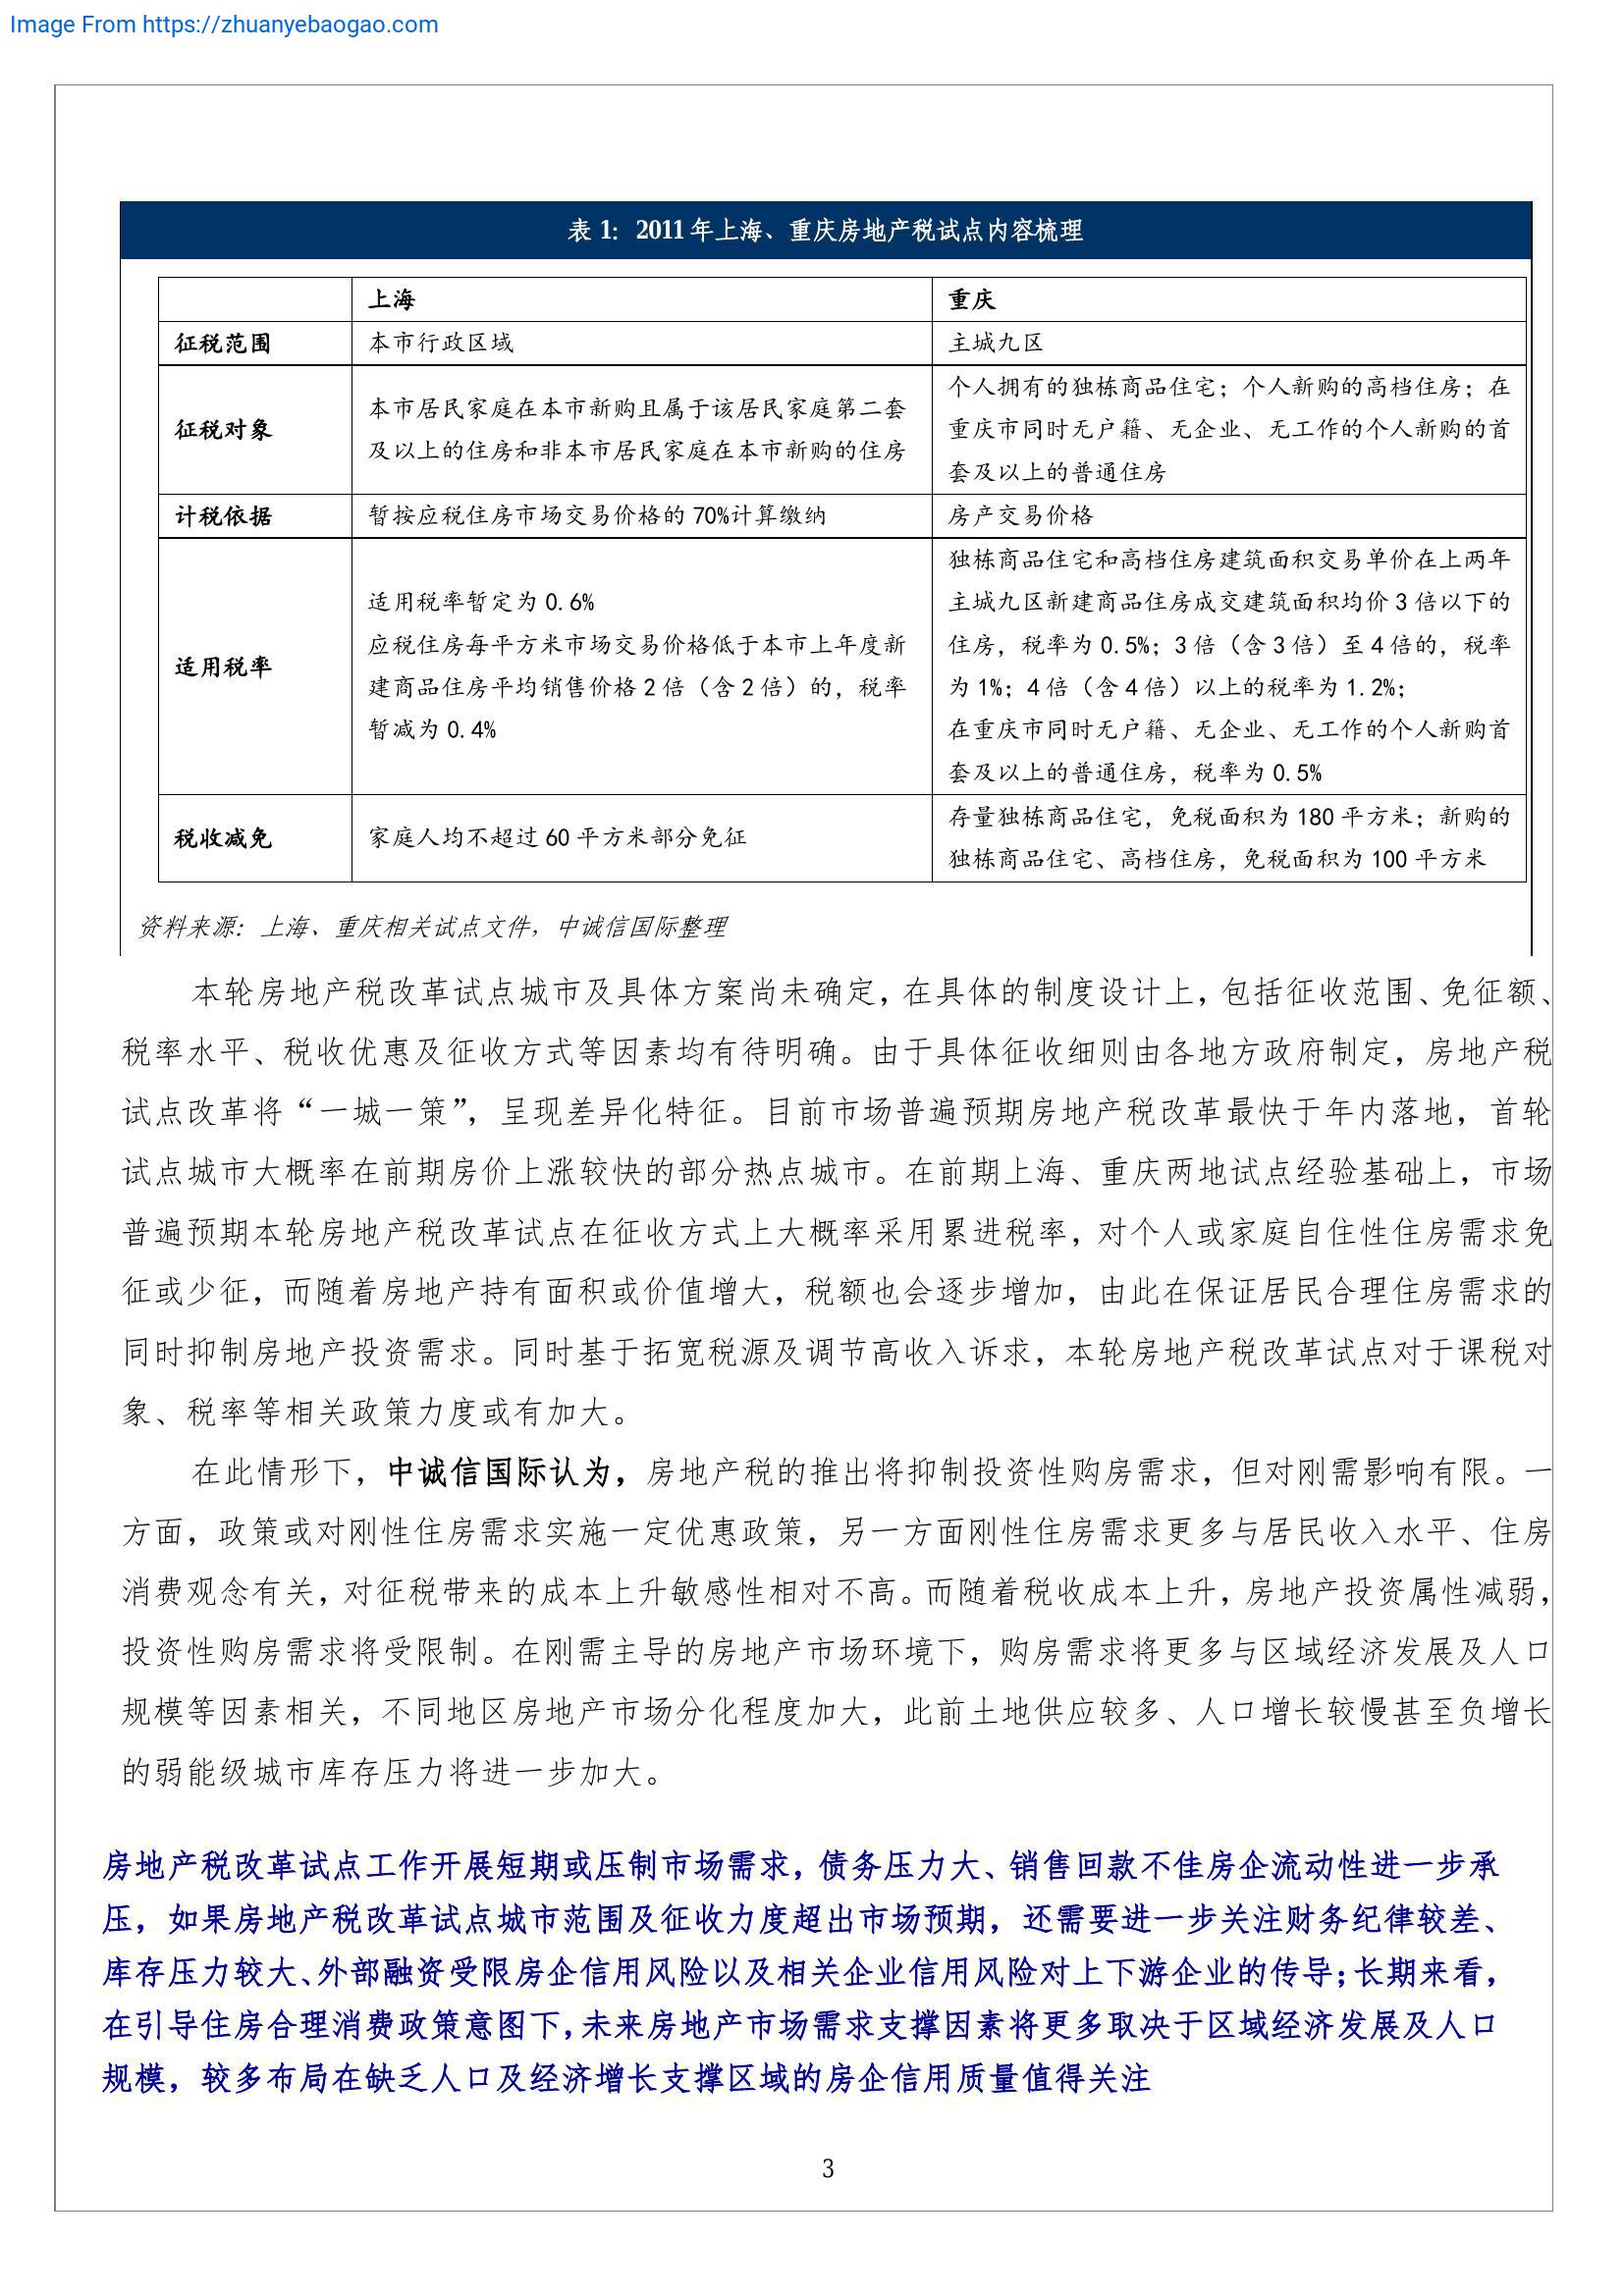 Image From https://zhuanyebaogao.com
表 1：2011 年上海、重庆房地产税试点内容梳理
上海
重庆
征税范围
本市行政区域
主城九区
征税对象
本市居民家庭在本市新购且属于该居民家庭第二套
及以上的住房和非本市居民家庭在本市新购的住房
个人拥有的独栋商品住宅；个人新购的高档住房；在
重庆市同时无户籍、无企业、无工作的个人新购的首
套及以上的普通住房
计税依据
暂按应税住房市场交易价格的 70%计算缴纳
房产交易价格
适用税率
适用税率暂定为 0.6%
应税住房每平方米市场交易价格低于本市上年度新
建商品住房平均销售价格 2 倍（含 2 倍）的，税率
暂减为 0.4%
独栋商品住宅和高档住房建筑面积交易单价在上两年
主城九区新建商品住房成交建筑面积均价 3 倍以下的
住房，税率为 0.5%；3 倍（含 3 倍）至 4 倍的，税率
为 1%；4 倍（含 4 倍）以上的税率为 1.2%；
在重庆市同时无户籍、无企业、无工作的个人新购首
套及以上的普通住房，税率为 0.5%
税收减免
家庭人均不超过 60 平方米部分免征
存量独栋商品住宅，免税面积为 180 平方米；新购的
独栋商品住宅、高档住房，免税面积为 100 平方米
资料来源：上海、重庆相关试点文件，中诚信国际整理
本轮房地产税改革试点城市及具体方案尚未确定，在具体的制度设计上，包括征收范围、免征额、
税率水平、税收优惠及征收方式等因素均有待明确。由于具体征收细则由各地方政府制定，房地产税
试点改革将“一城一策”，呈现差异化特征。目前市场普遍预期房地产税改革最快于年内落地，首轮
试点城市大概率在前期房价上涨较快的部分热点城市。在前期上海、重庆两地试点经验基础上，市场
普遍预期本轮房地产税改革试点在征收方式上大概率采用累进税率，对个人或家庭自住性住房需求免
征或少征，而随着房地产持有面积或价值增大，税额也会逐步增加，由此在保证居民合理住房需求的
同时抑制房地产投资需求。同时基于拓宽税源及调节高收入诉求，本轮房地产税改革试点对于课税对
象、税率等相关政策力度或有加大。
在此情形下，中诚信国际认为，房地产税的推出将抑制投资性购房需求，但对刚需影响有限。一
方面，政策或对刚性住房需求实施一定优惠政策，另一方面刚性住房需求更多与居民收入水平、住房
消费观念有关，对征税带来的成本上升敏感性相对不高。而随着税收成本上升，房地产投资属性减弱，
投资性购房需求将受限制。在刚需主导的房地产市场环境下，购房需求将更多与区域经济发展及人口
规模等因素相关，不同地区房地产市场分化程度加大，此前土地供应较多、人口增长较慢甚至负增长
的弱能级城市库存压力将进一步加大。
房地产税改革试点工作开展短期或压制市场需求，债务压力大、销售回款不佳房企流动性进一步承
压，如果房地产税改革试点城市范围及征收力度超出市场预期，还需要进一步关注财务纪律较差、
库存压力较大、外部融资受限房企信用风险以及相关企业信用风险对上下游企业的传导；长期来看，
在引导住房合理消费政策意图下，未来房地产市场需求支撑因素将更多取决于区域经济发展及人口
规模，较多布局在缺乏人口及经济增长支撑区域的房企信用质量值得关注
3